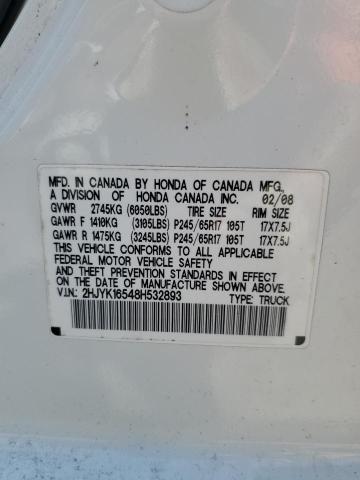 MFD. IN CANADA BY HONDA OF CANADA MFG.,
A DIVISION OF HONDA CANADA INC. 02/08
GVWR 2745KG (6050LBS) TIRE SIZE RIM SIZE
GAWR F 1410KG (3105LBS) P245/65R17 105T 17X7.5J
GAWR R 1475KG (3245LBS) P245/65R17 105T 17X7.5J
THIS VEHICLE CONFORMS TO ALL APPLICABLE
FEDERAL MOTOR VEHICLE SAFETY
AND THEFT PREVENTION STANDARDS IN EFFECT
ON THE DATE OF MANUFACTURE SHOWN ABOVE.
V.I.N.: 2HJYK16548H532893 TYPE: TRUCK